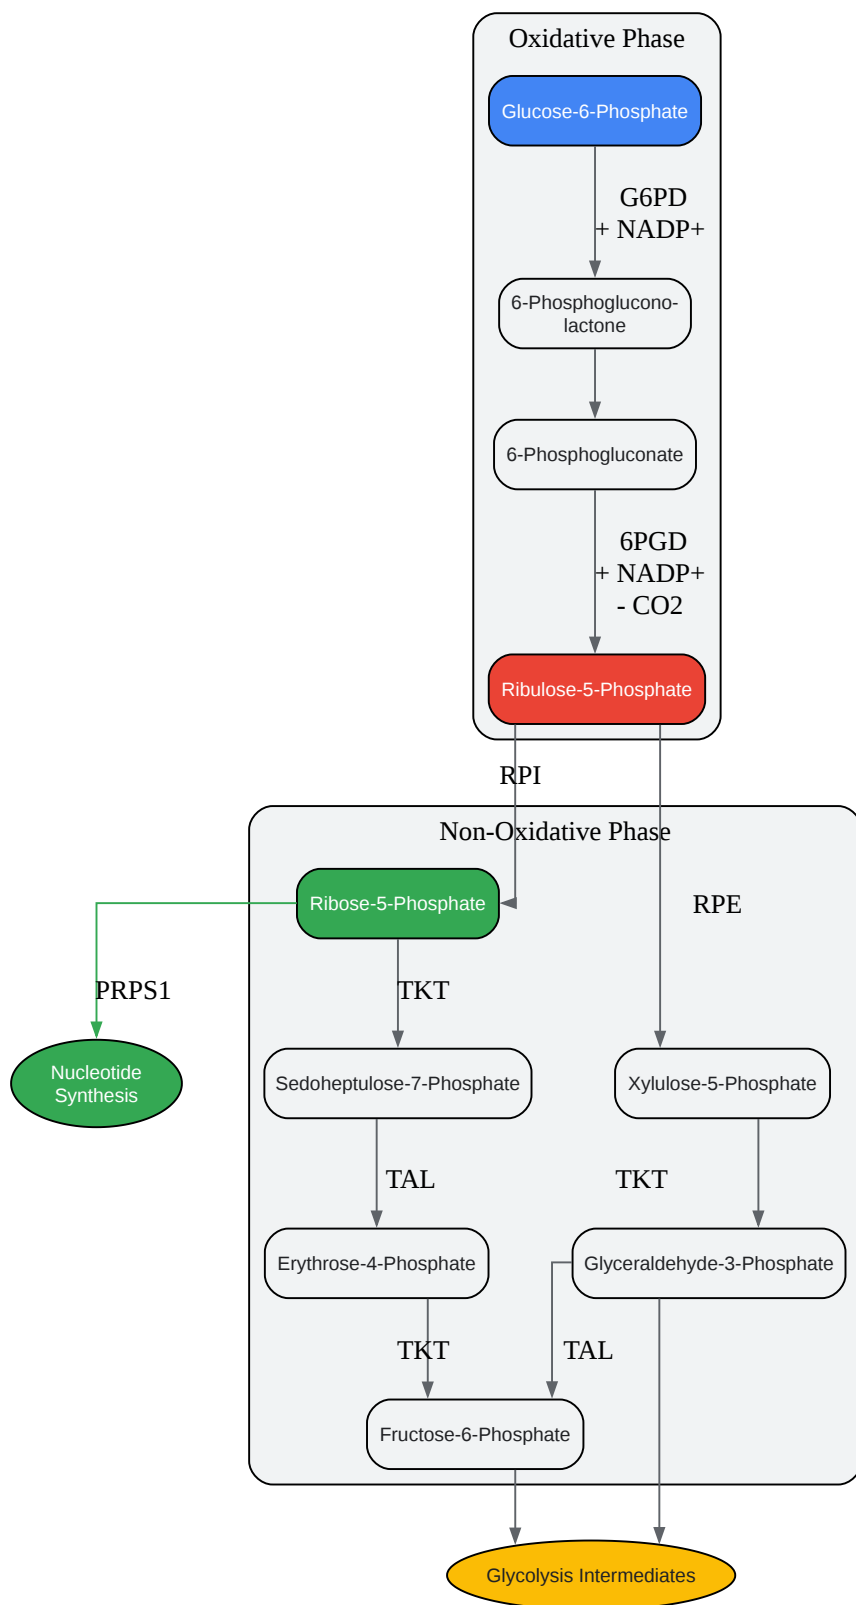 Oxidative Phase
Glucose-6-Phosphate
G6PD
+ NADP+
6-Phosphoglucono-
lactone
6-Phosphogluconate
6PGD
+ NADP+
- CO2
Ribulose-5-Phosphate
RPI
Non-Oxidative Phase
Ribose-5-Phosphate
RPE
PRPS1
TKT
Nucleotide
Synthesis
Sedoheptulose-7-Phosphate
Xylulose-5-Phosphate
TAL
TKT
Erythrose-4-Phosphate
Glyceraldehyde-3-Phosphate
TKT
TAL
Fructose-6-Phosphate
Glycolysis Intermediates